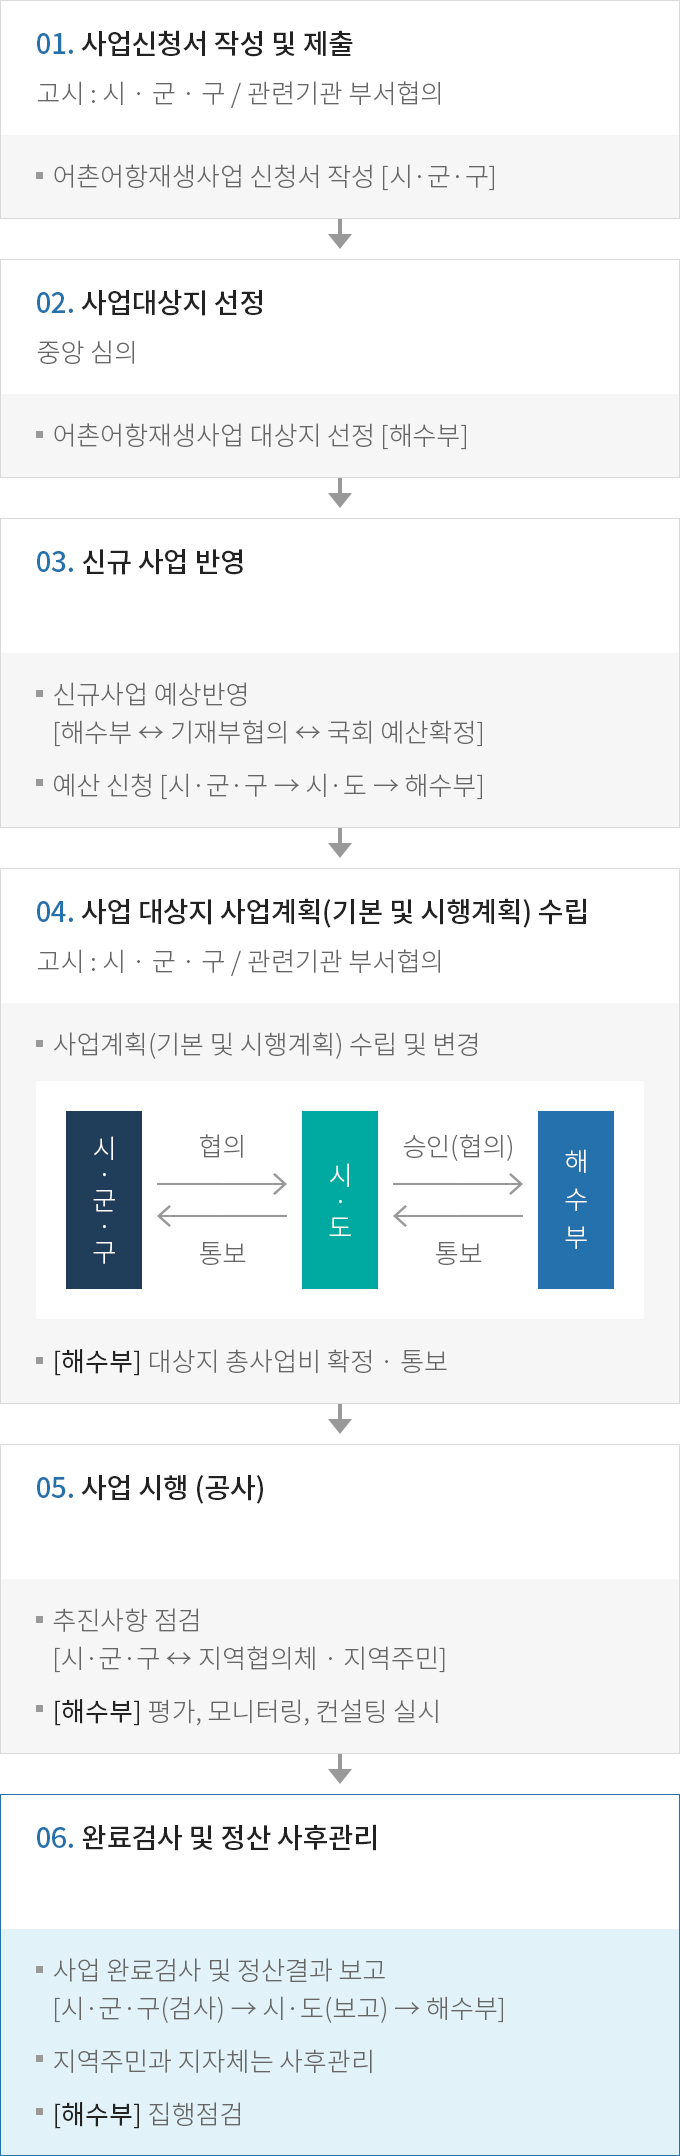 01. 사업신청서 작성 및 제출
고시 : 시 · 군 · 구 / 관련기관 부서협의
어촌어항재생사업 신청서 작성 [시·군·구]
02. 사업대상지 선정
중앙 심의
어촌어항재생사업 대상지 선정 [해수부]
03. 신규 사업 반영
신규사업 예상반영
[해수부 ↔ 기재부협의 ↔ 국회 예산확정]
예산 신청 [시·군·구 → 시·도 → 해수부]
04. 사업 대상지 사업계획(기본 및 시행계획) 수립
고시 : 시 · 군 · 구 / 관련기관 부서협의
사업계획(기본 및 시행계획) 수립 및 변경
시·군·구
협의
통보
시·도
승인(협의)
통보
해수부
[해수부] 대상지 총사업비 확정 · 통보
05. 사업 시행 (공사)
추진사항 점검
[시·군·구 ↔ 지역협의체 · 지역주민]
[해수부] 평가, 모니터링, 컨설팅 실시
06. 완료검사 및 정산 사후관리
사업 완료검사 및 정산결과 보고
[시·군·구(검사) → 시·도(보고) → 해수부]
지역주민과 지자체는 사후관리
[해수부] 집행점검